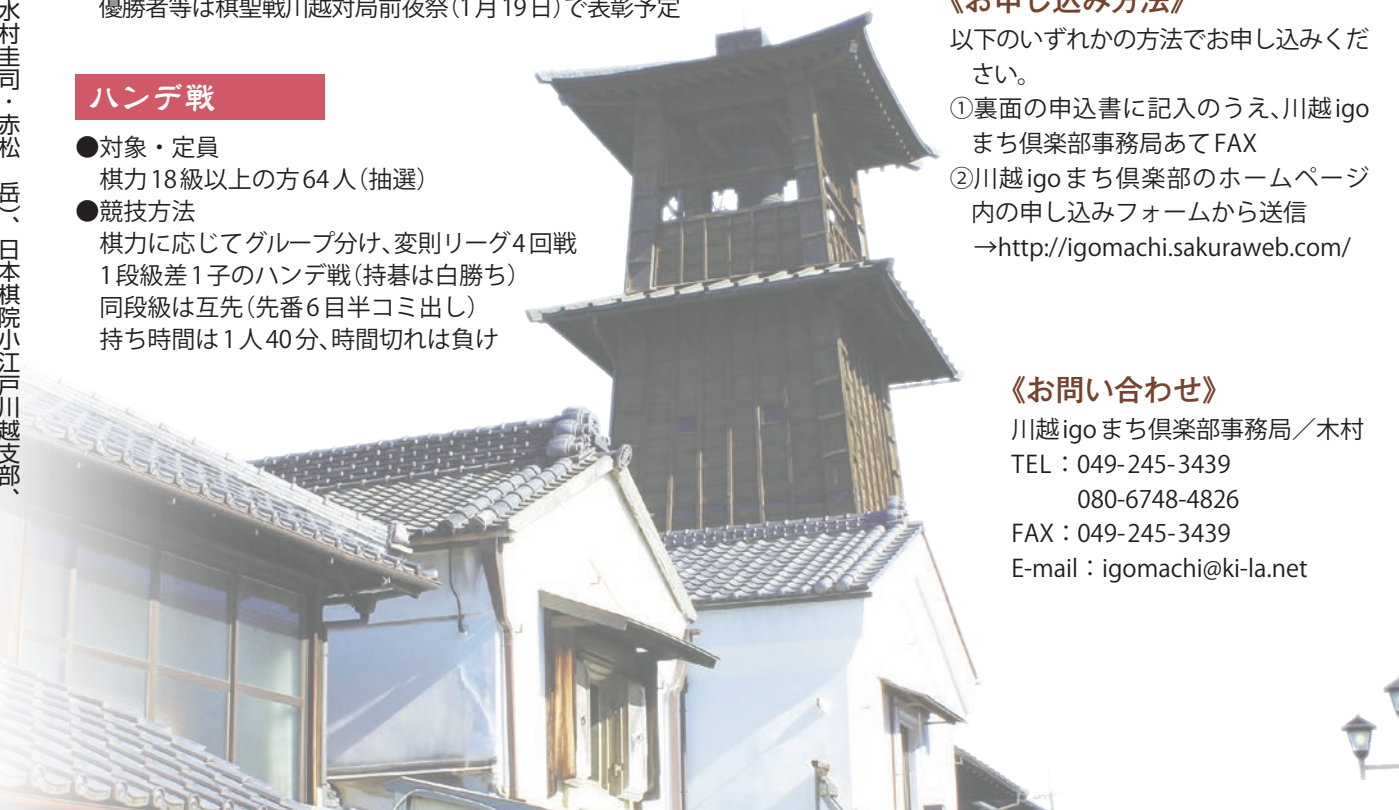 優勝者等は棋聖戦川越対局前夜祭（1月19日）で表彰予定
ハンデ戦
●対象・定員
棋力18級以上の方64人（抽選）
●競技方法
棋力に応じてグループ分け、変則リーグ4回戦
1段級差1子のハンデ戦（持碁は白勝ち）
同段級は互先（先番6目半コミ出し）
持ち時間は1人40分、時間切れは負け
《お申し込み方法》
以下のいずれかの方法でお申し込みくだ
さい。
①裏面の申込書に記入のうえ、川越igo
まち倶楽部事務局あてFAX
②川越igoまち倶楽部のホームページ
内の申し込みフォームから送信
→http://igomachi.sakuraweb.com/
《お問い合わせ》
川越igoまち倶楽部事務局／木村
TEL：049-245-3439
080-6748-4826
FAX：049-245-3439
E-mail：igomachi@ki-la.net
水村圭司・赤松　岳）、日本棋院小江戸川越支部、